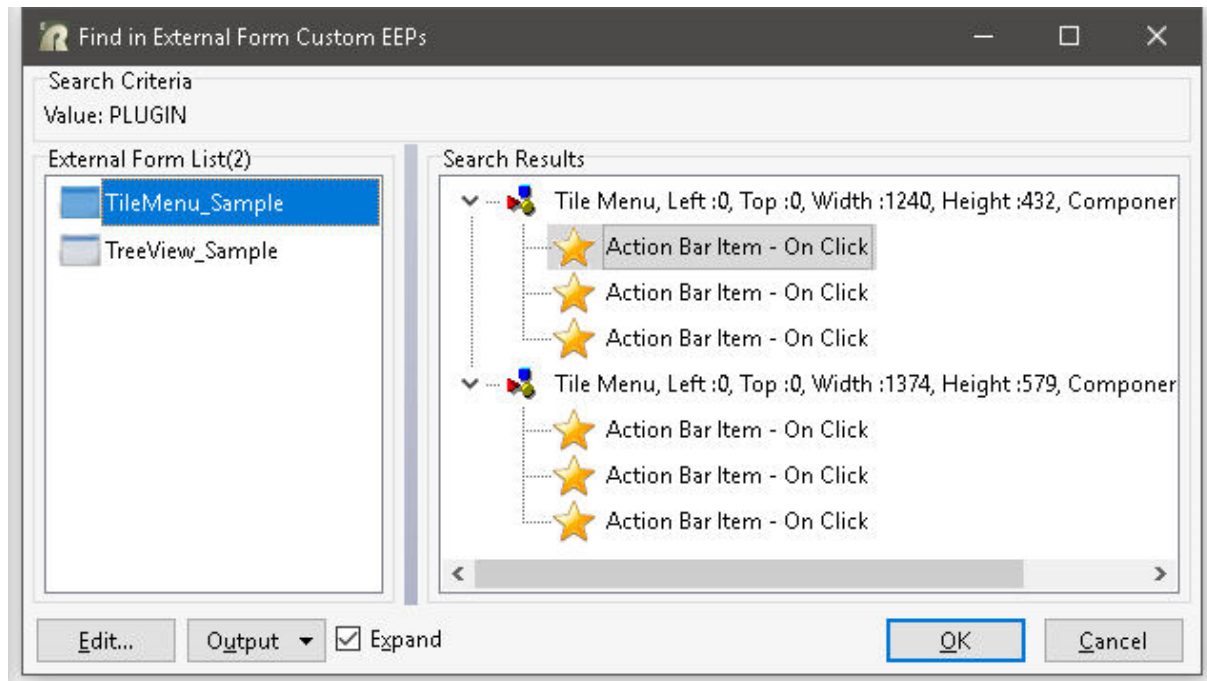 Find in External Form Custom EEPs
Search Criteria
Value: PLUGIN
External Form List(2)
TileMenu_Sample
TreeView_Sample
Search Results
Tile Menu, Left :0, Top :0, Width :1240, Height :432, Componer
Action Bar Item - On Click
Action Bar Item - On Click
Action Bar Item - On Click
Tile Menu, Left :0, Top :0, Width :1374, Height :579, Componer
Action Bar Item - On Click
Action Bar Item - On Click
Action Bar Item - On Click
Edit... Output Expand OK Cancel